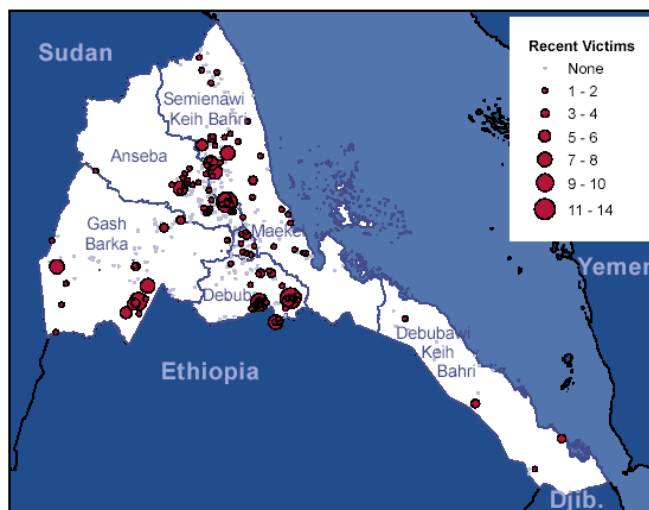 Sudan
Recent Victims
None
1 - 2
3 - 4
5 - 6
7 - 8
9 - 10
11 - 14
Semienawi
Keih Bahri
Anseba
Gash
Barka
Maekel
Debub
Yemen
Ethiopia
Debubawi
Keih
Bahri
Djib.